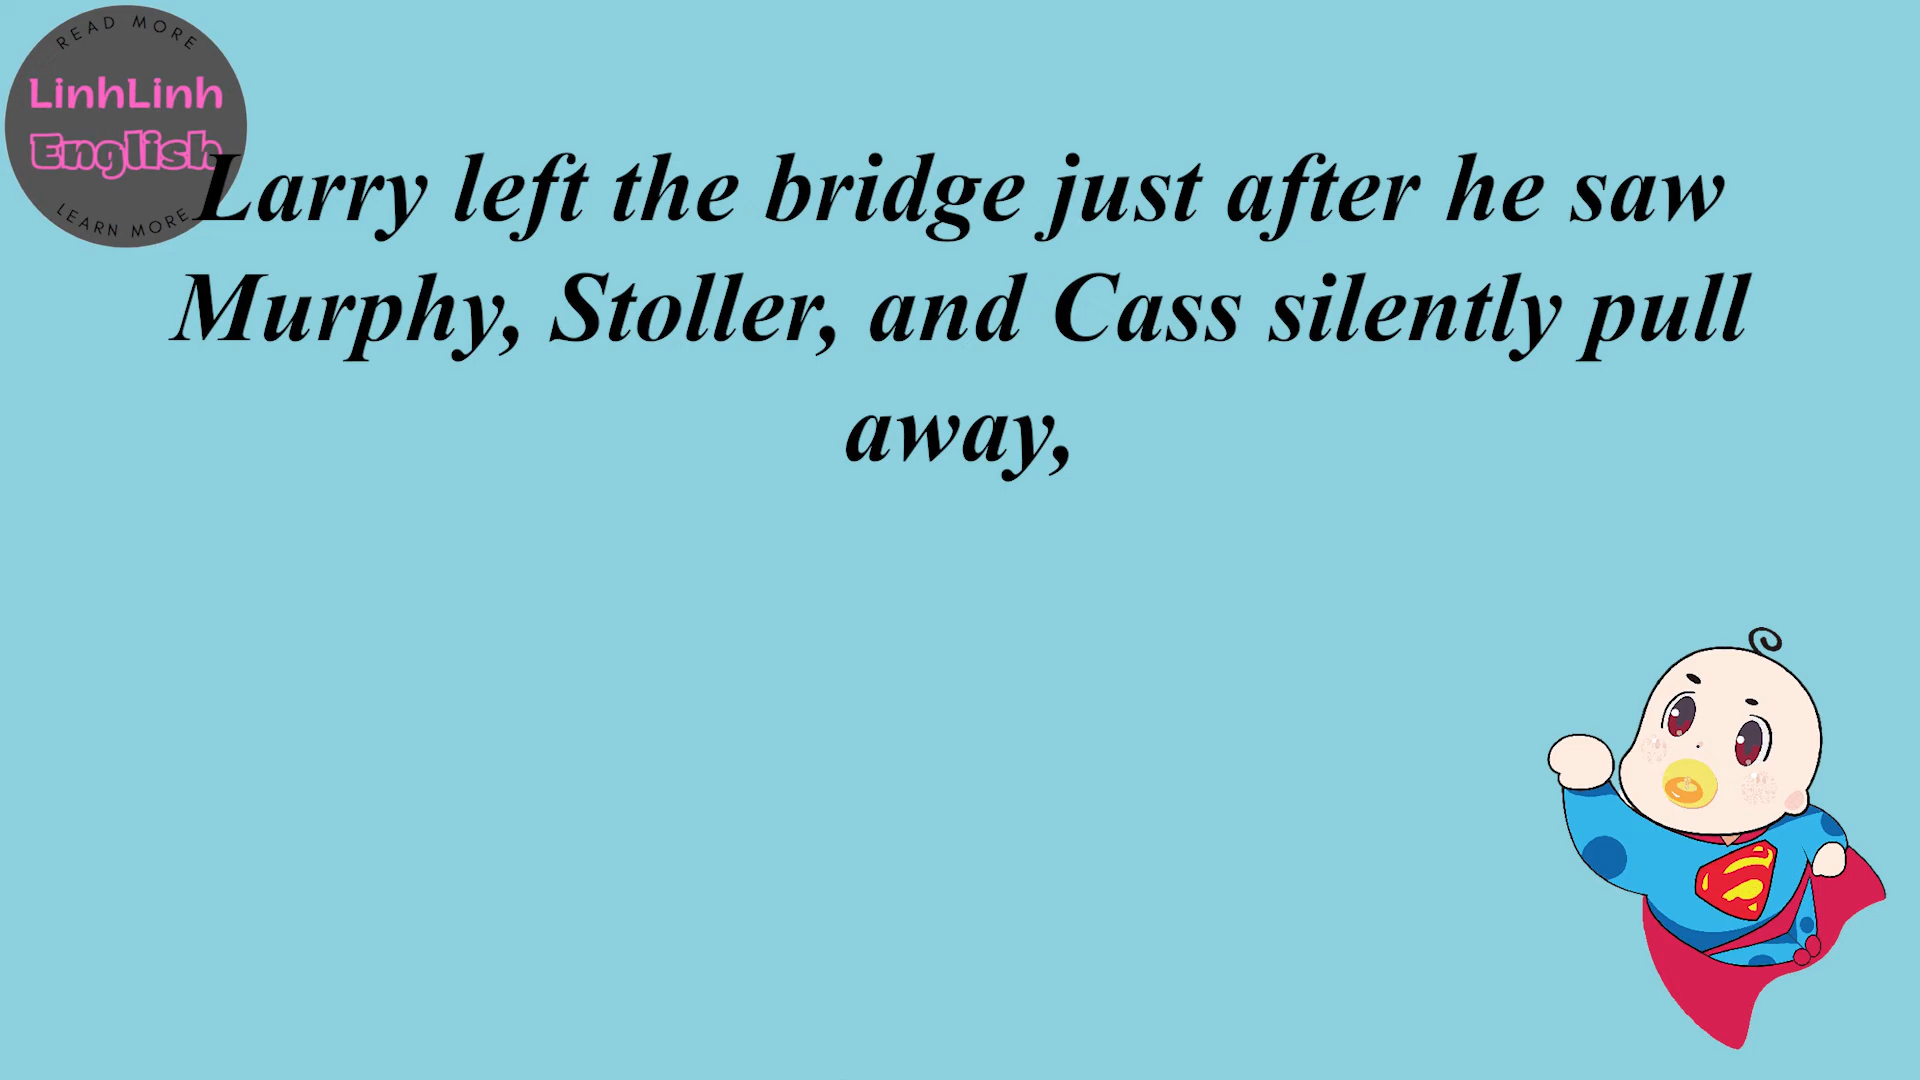 READ MORE
LinhLinh
English
LEARN MORE
Larry left the bridge just after he saw
Murphy, Stoller, and Cass silently pull
away,